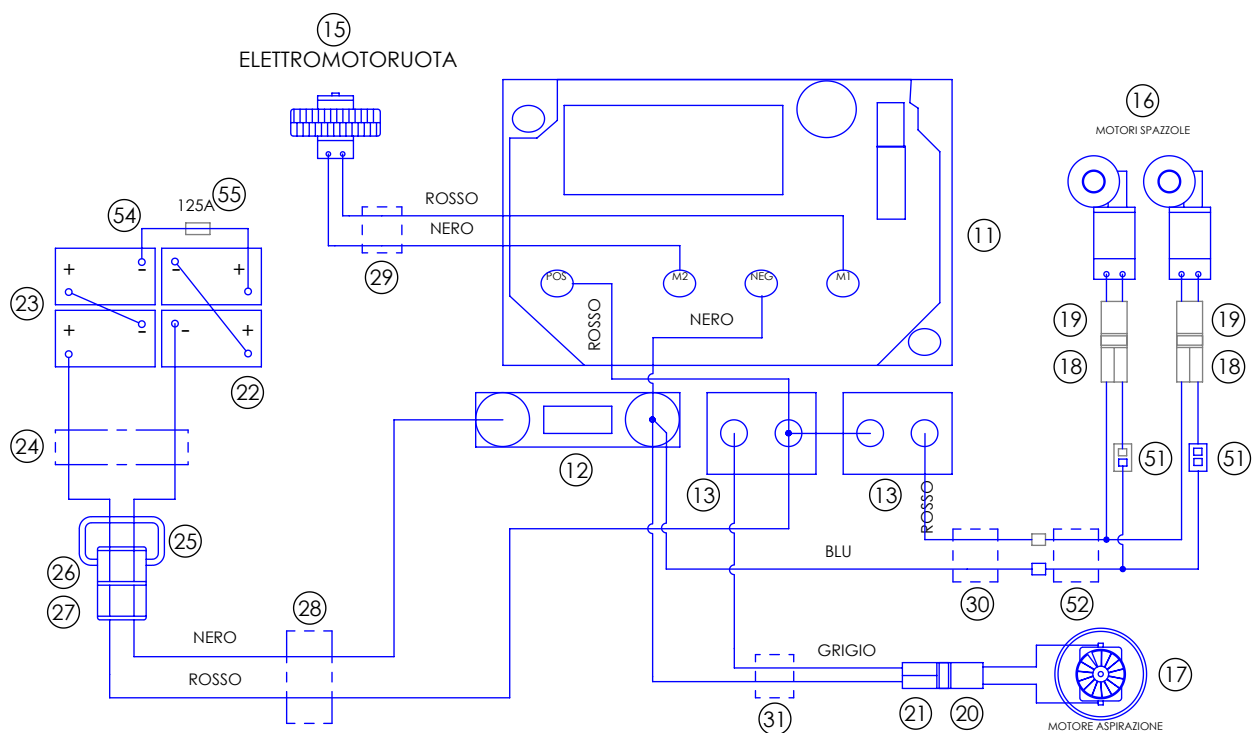 15
ELETTROMOTORUOTA
16
MOTORI SPAZZOLE
55
125A
54
ROSSO
NERO
11
29
POS
M2
NEG
M1
+
-
-
+
23
+
-
-
+
22
ROSSO
NERO
19
19
18
18
24
12
13
13
51
51
ROSSO
25
26
27
BLU
30
52
28
NERO
ROSSO
GRIGIO
31
21
20
17
MOTORE ASPIRAZIONE